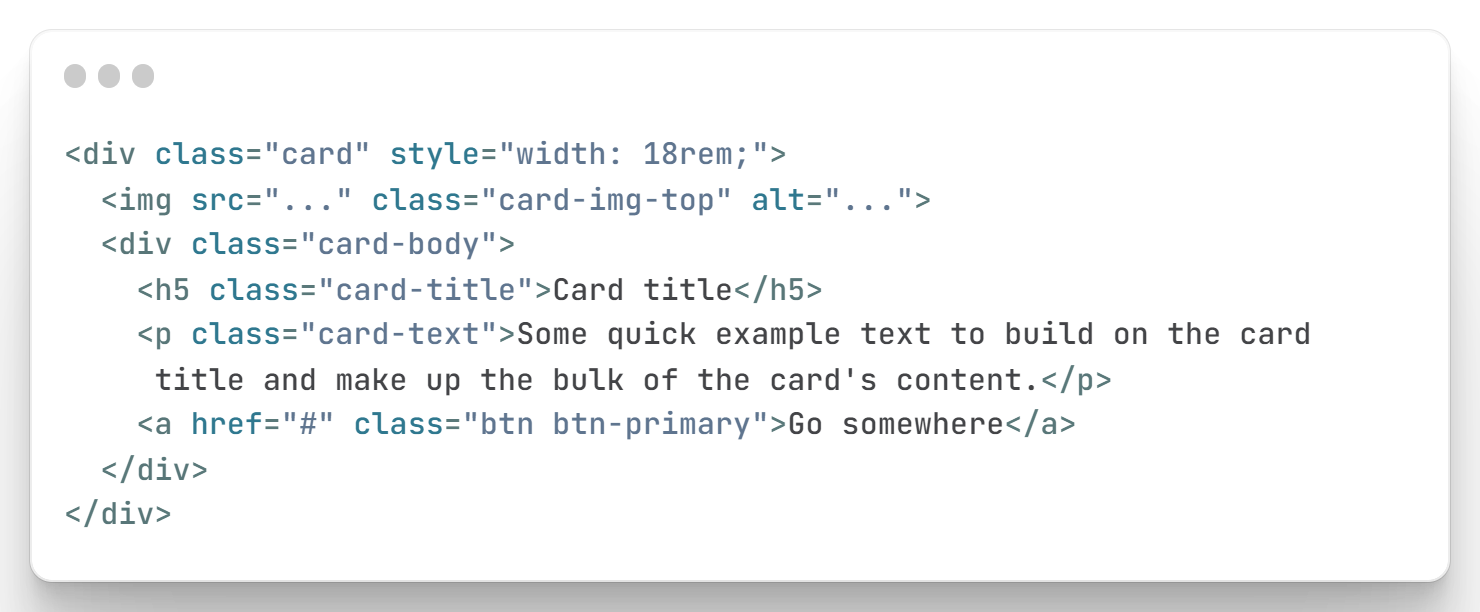 <div class="card" style="width: 18rem;">
  <img src="..." class="card-img-top" alt="...">
  <div class="card-body">
    <h5 class="card-title">Card title</h5>
    <p class="card-text">Some quick example text to build on the card
     title and make up the bulk of the card's content.</p>
    <a href="#" class="btn btn-primary">Go somewhere</a>
  </div>
</div>